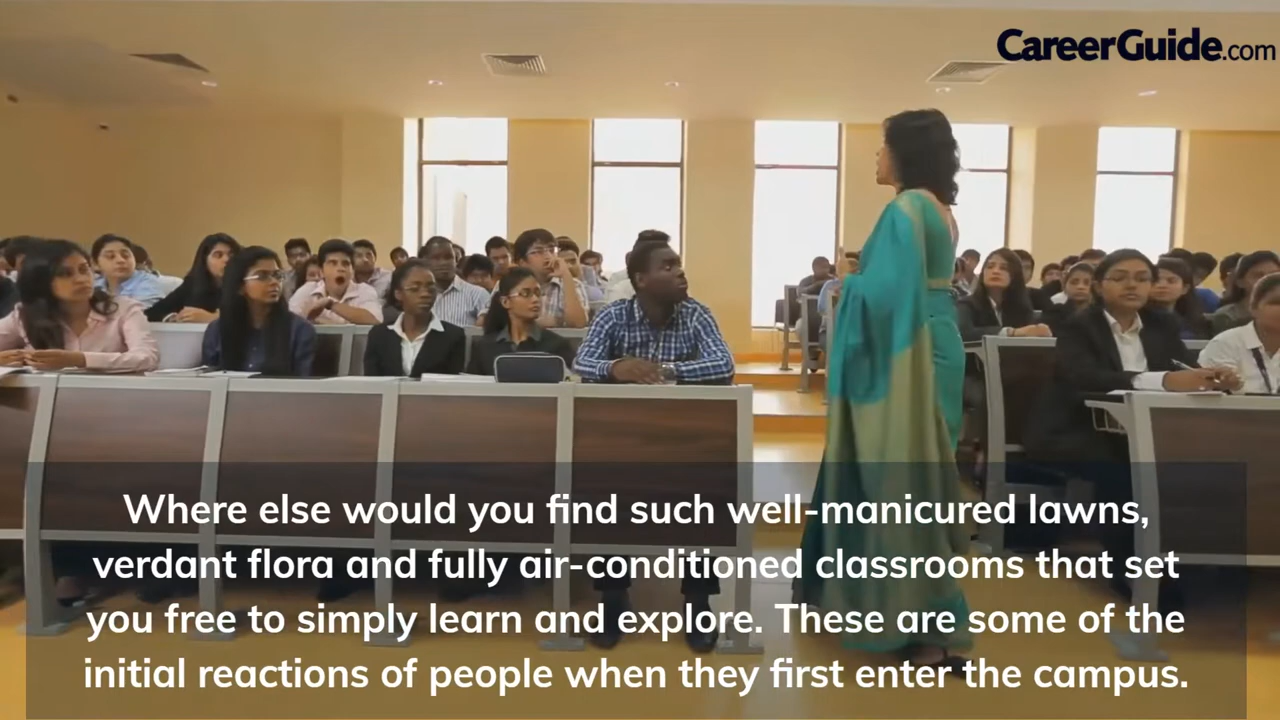 CareerGuide.com
Where else would you find such well-manicured lawns,
verdant flora and fully air-conditioned classrooms that set
you free to simply learn and explore. These are some of the
initial reactions of people when they first enter the campus.